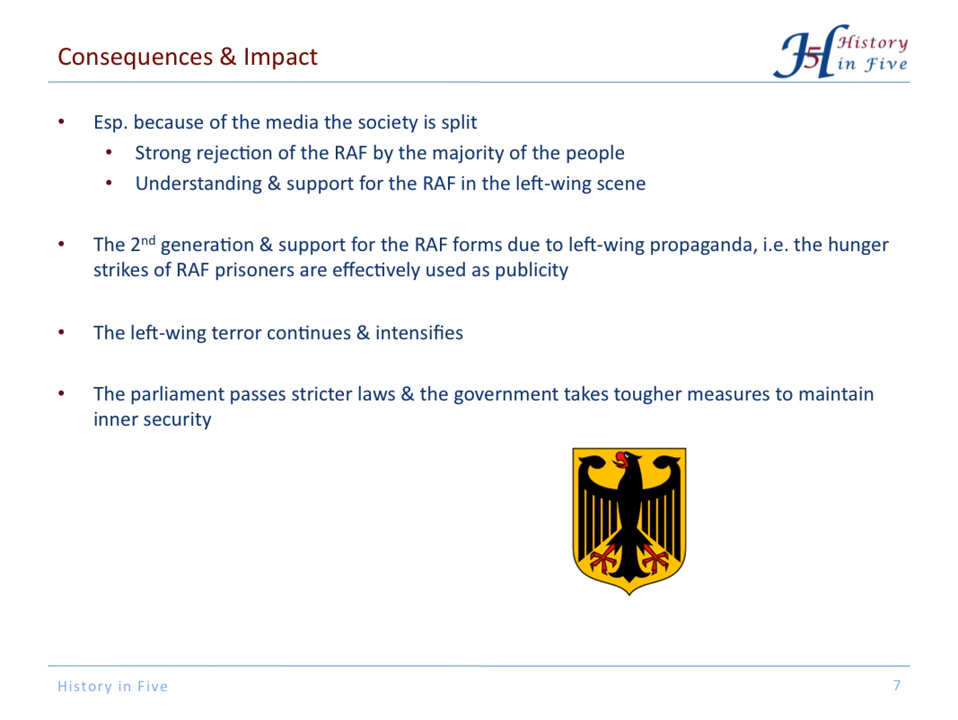 Consequences & Impact
History
in Five
• Esp. because of the media the society is split
• Strong rejection of the RAF by the majority of the people
• Understanding & support for the RAF in the left-wing scene
• The 2nd generation & support for the RAF forms due to left-wing propaganda, i.e. the hunger
strikes of RAF prisoners are effectively used as publicity
• The left-wing terror continues & intensifies
• The parliament passes stricter laws & the government takes tougher measures to maintain
inner security
History in Five
7